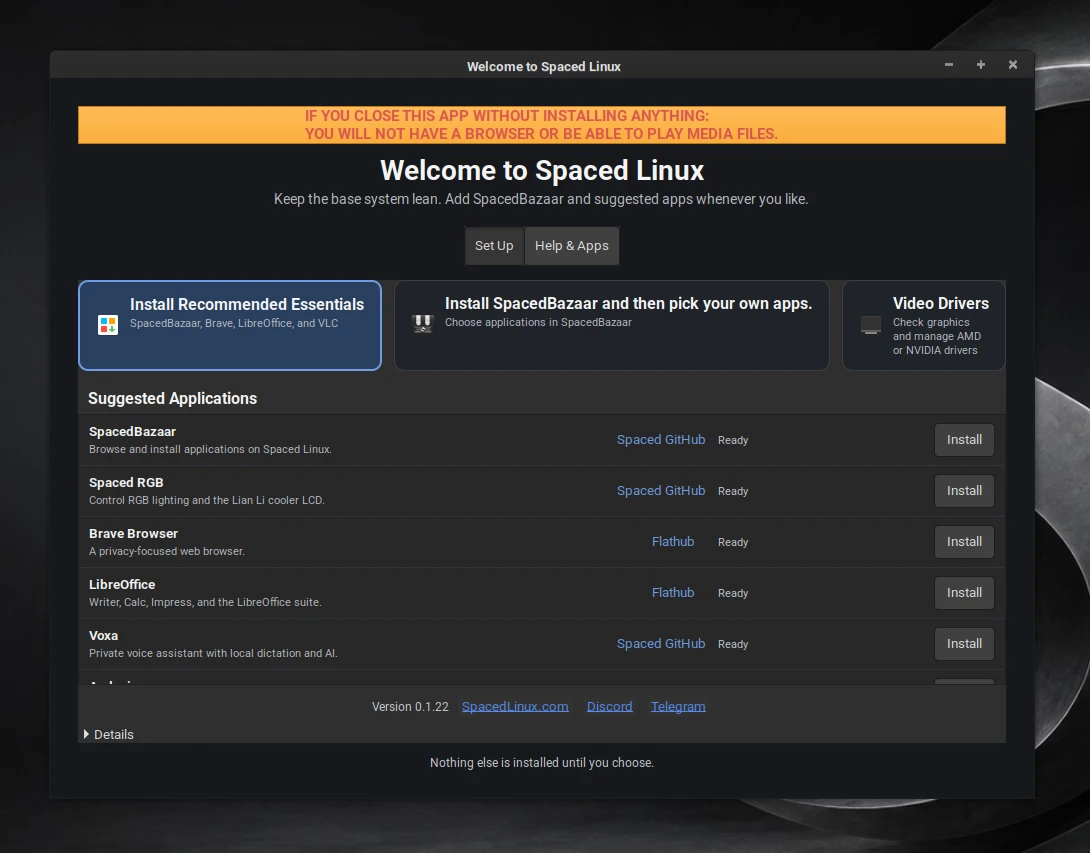 Welcome to Spaced Linux
IF YOU CLOSE THIS APP WITHOUT INSTALLING ANYTHING:
YOU WILL NOT HAVE A BROWSER OR BE ABLE TO PLAY MEDIA FILES.
Welcome to Spaced Linux
Keep the base system lean. Add SpacedBazaar and suggested apps whenever you like.
Set Up
Help & Apps
Install Recommended Essentials
SpacedBazaar, Brave, LibreOffice, and VLC
Install SpacedBazaar and then pick your own apps.
Choose applications in SpacedBazaar
Video Drivers
Check graphics
and manage AMD
or NVIDIA drivers
Suggested Applications
SpacedBazaar
Browse and install applications on Spaced Linux.
Spaced GitHub Ready Install
Spaced RGB
Control RGB lighting and the Lian Li cooler LCD.
Spaced GitHub Ready Install
Brave Browser
A privacy-focused web browser.
Flathub Ready Install
LibreOffice
Writer, Calc, Impress, and the LibreOffice suite.
Flathub Ready Install
Voxa
Private voice assistant with local dictation and AI.
Spaced GitHub Ready Install
Version 0.1.22 SpacedLinux.com Discord Telegram
Details
Nothing else is installed until you choose.